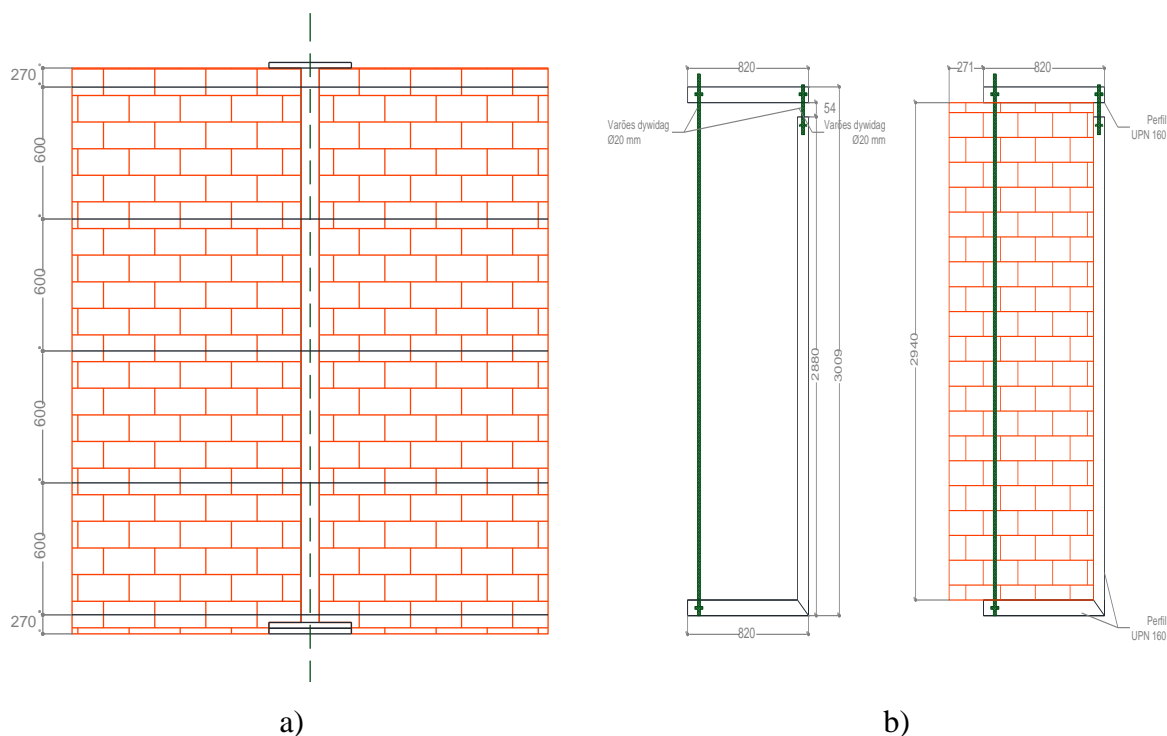 270
600
600
600
600
270
a)
820
54
Varões dywidag
Ø20 mm
Varões dywidag
Ø20 mm
2880
3009
820
271
820
Perfil
UPN 160
2940
Perfil
UPN 160
b)